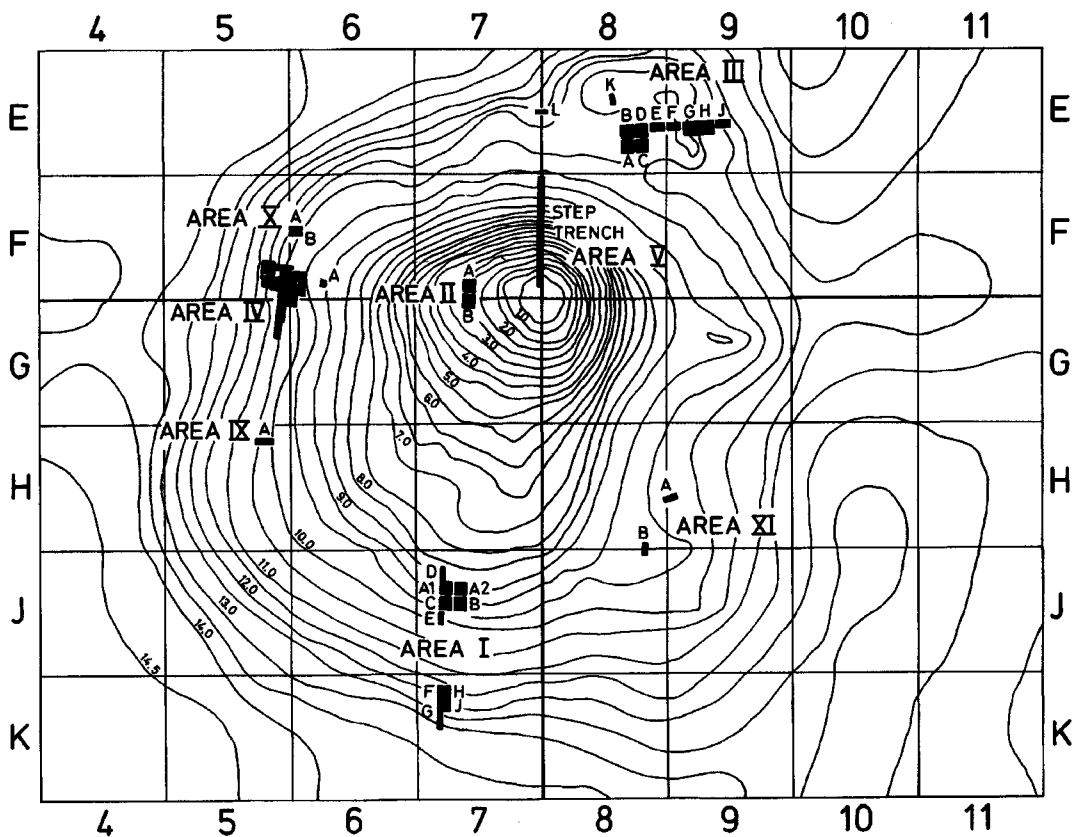 4 5 6 7 8 9 10 11
E E
AREA III
K
L
B D E F G H J
A C
F F
AREA X
A
B
STEP
TRENCH
AREA V
A
AREA II
A
B
AREA IV
1.0
2.0
3.0
4.0
5.0
6.0
G G
AREA IX
A
7.0
8.0
9.0
H H
A
AREA XI
B
10.0
11.0
12.0
13.0
14.0
14.5
J J
D
A1 A2
C B
E
AREA I
F H
G J
K K
4 5 6 7 8 9 10 11